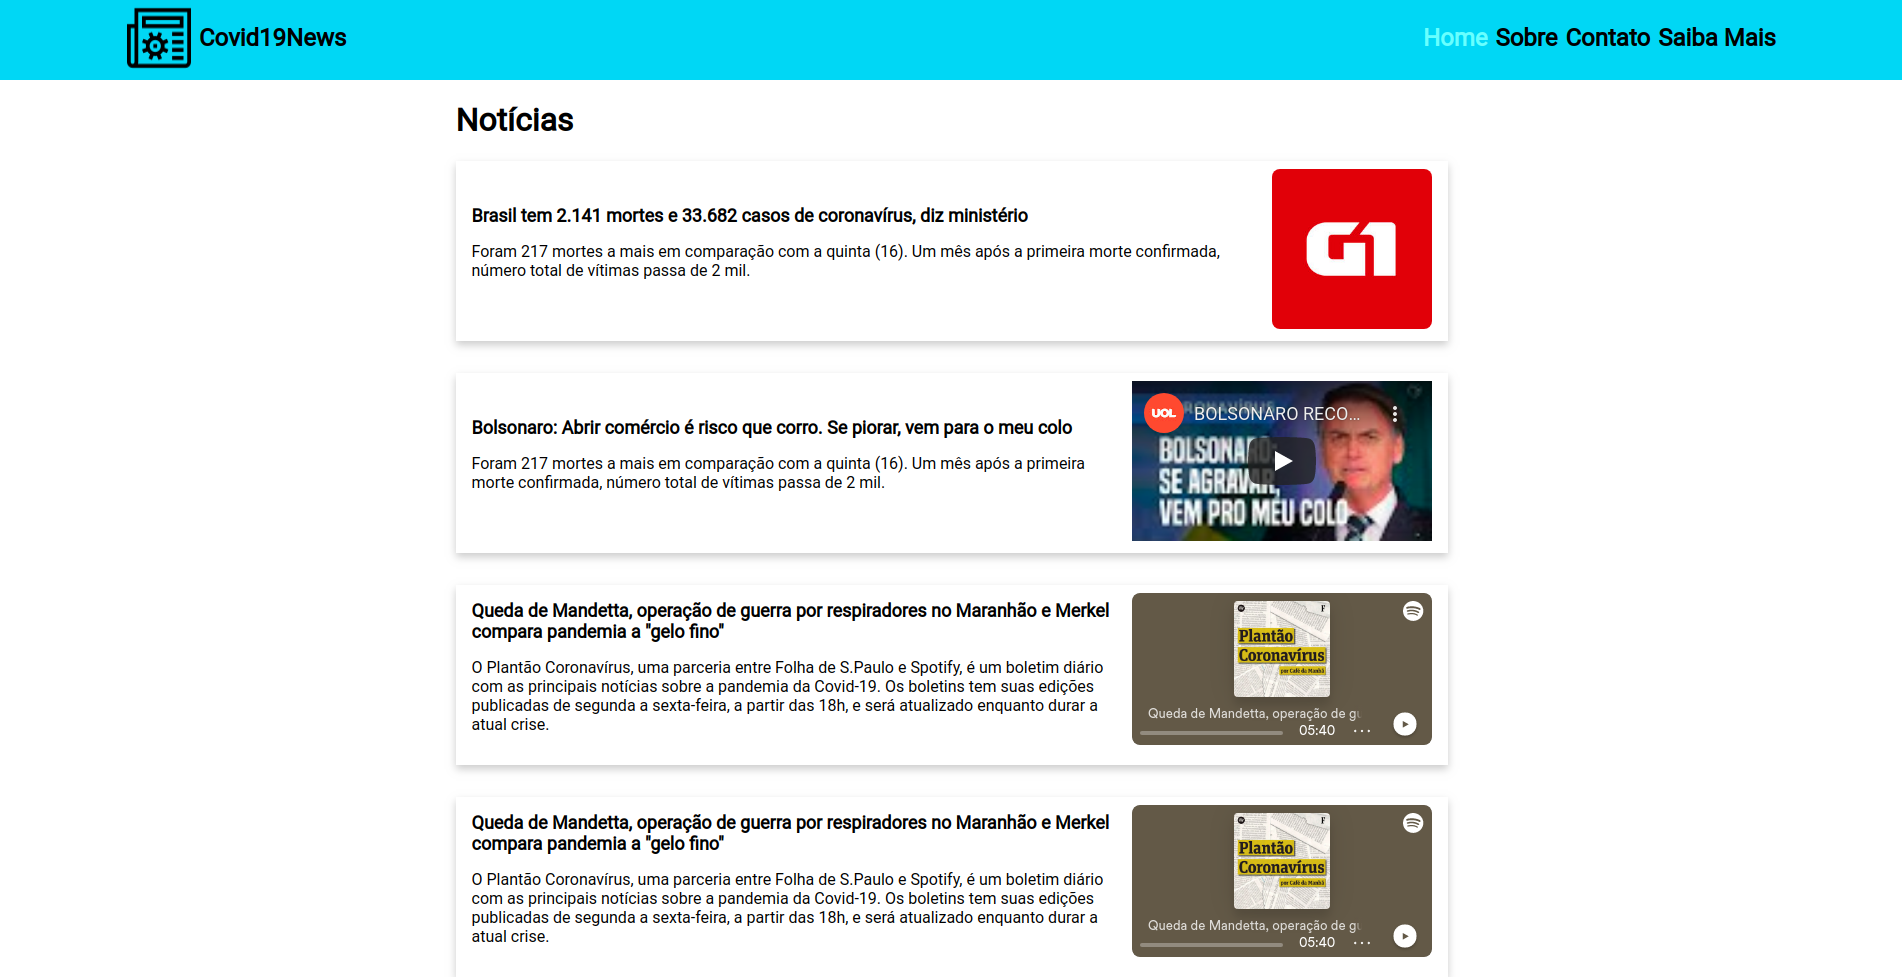 Covid19News
Home Sobre Contato Saiba Mais
Notícias
Brasil tem 2.141 mortes e 33.682 casos de coronavírus, diz ministério
Foram 217 mortes a mais em comparação com a quinta (16). Um mês após a primeira morte confirmada,
número total de vítimas passa de 2 mil.
G1
Bolsonaro: Abrir comércio é risco que corro. Se piorar, vem para o meu colo
Foram 217 mortes a mais em comparação com a quinta (16). Um mês após a primeira
morte confirmada, número total de vítimas passa de 2 mil.
UOL
BOLSONARO RECO...
BOLSONARO:
SE AGRAVAR,
VEM PRO MEU COLO
Queda de Mandetta, operação de guerra por respiradores no Maranhão e Merkel
compara pandemia a "gelo fino"
O Plantão Coronavírus, uma parceria entre Folha de S.Paulo e Spotify, é um boletim diário
com as principais notícias sobre a pandemia da Covid-19. Os boletins tem suas edições
publicadas de segunda a sexta-feira, a partir das 18h, e será atualizado enquanto durar a
atual crise.
F
Plantão
Coronavírus
por Café da Manhã
Queda de Mandetta, operação de gu
05:40
Queda de Mandetta, operação de guerra por respiradores no Maranhão e Merkel
compara pandemia a "gelo fino"
O Plantão Coronavírus, uma parceria entre Folha de S.Paulo e Spotify, é um boletim diário
com as principais notícias sobre a pandemia da Covid-19. Os boletins tem suas edições
publicadas de segunda a sexta-feira, a partir das 18h, e será atualizado enquanto durar a
atual crise.
F
Plantão
Coronavírus
por Café da Manhã
Queda de Mandetta, operação de gu
05:40